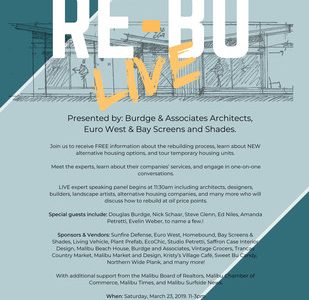 RE-BU
LIVE
Presented by: Burdge & Associates Architects,
Euro West & Bay Screens and Shades.
Join us to receive FREE information about the rebuilding process, learn about NEW
alternative housing options, and tour temporary housing units.
Meet the experts, learn about their companies' services, and engage in one-on-one
conversations.
LIVE expert speaking panel begins at 11:30am including architects, designers,
builders, landscape artists, alternative housing companies, and many more who will
discuss how to rebuild at oil price points.
Special guests include: Douglas Burdge, Nick Schaar, Steve Glenn, Ed Niles, Amanda
Petretti, Evelin Weber, to name a few.!
Sponsors & Vendors: Sunfire Defense, Euro West, Homebound, Bay Screens &
Shades, Living Vehicle, Plant Prefab, EcoChic, Studio Petretti, Saffron Case Interior
Design, Malibu Beach House, Burdge and Associates, Vintage Grocers, Trancas
Country Market, Malibu Market and Design, Kristy's Village Café, Sweet Bu Candy,
Northern Wide Plank, and many more!
With additional support from the Malibu Board of Realtors, Malibu Chamber of
Commerce, Malibu Times, and Malibu Surfside News.
When: Saturday, March 23, 2019. 11-3pm